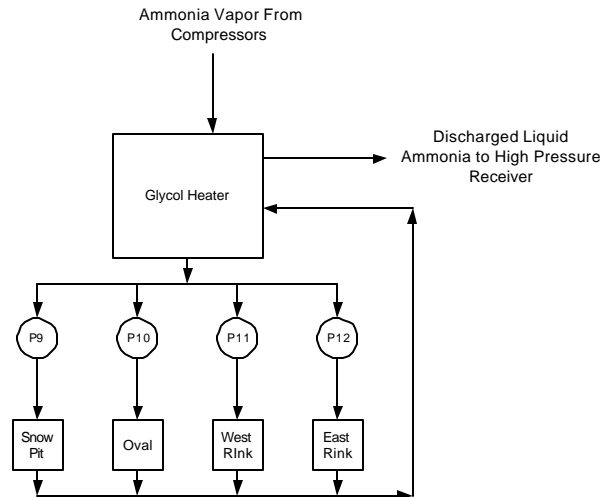 Ammonia Vapor From
Compressors
Discharged Liquid
Ammonia to High Pressure
Receiver
Glycol Heater
P9
P10
P11
P12
Snow
Pit
Oval
West
RInk
East
Rink